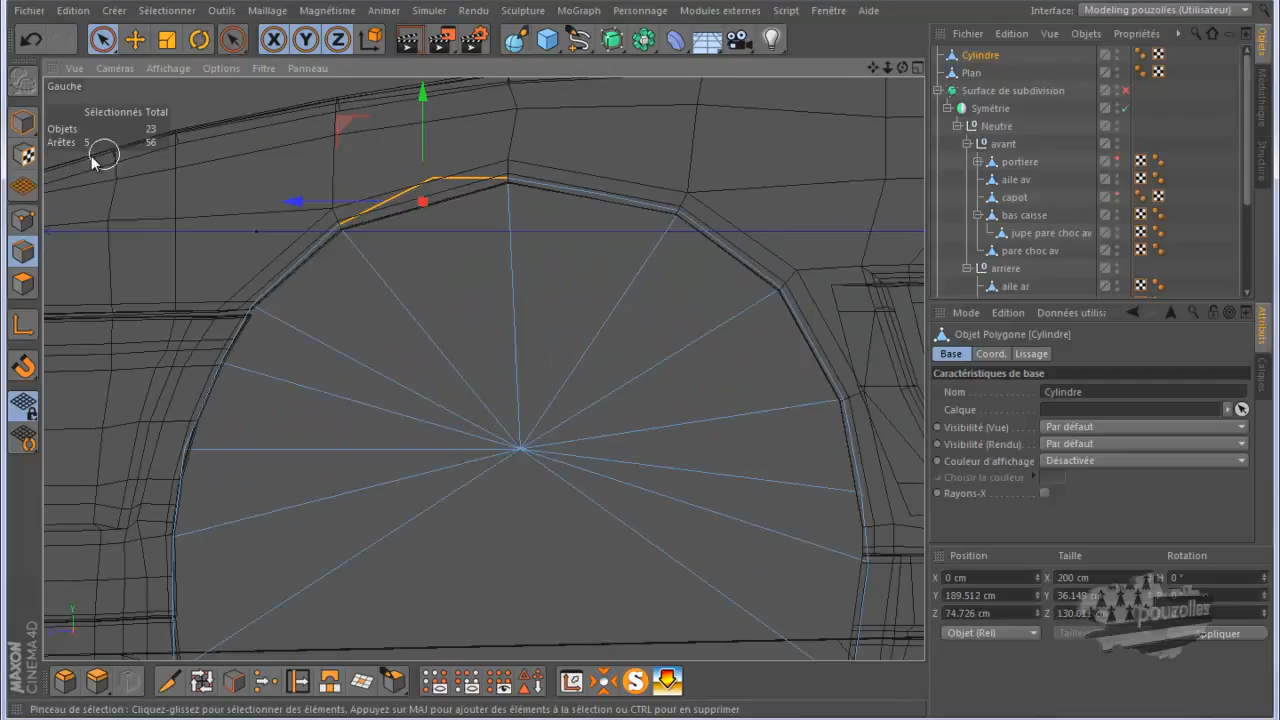 Fichier Edition Créer Sélectionner Outils Maillage Magnétisme Animer Simuler Rendu Sculpture MoGraph Personnage Modules externes Script Fenêtre Aide Interface: Modeling pouzolles (Utilisateur)
X Y Z
Vue Caméras Affichage Options Filtre Panneau
Gauche
Sélectionnés Total
Objets 23
Arêtes 5 56
Y
Fichier Edition Vue Objets Propriétés
Cylindre
Plan
Surface de subdivision
Symétrie
Neutre
avant
portiere
aile av
capot
bas caisse
jupe pare choc av
pare choc av
arriere
aile ar
Objets
Médiathèque
Structure
Mode Edition Données utilis:
Objet Polygone [Cylindre]
Base Coord. Lissage
Caractéristiques de base
Nom Cylindre
Calque
Visibilité (Vue) Par défaut
Visibilité (Rendu) Par défaut
Couleur d'affichage Désactivée
Choisir la couleur
Rayons-X
Attributs
Calques
Position Taille Rotation
X 0 cm X 200 cm H 0 °
Y 189.512 cm Y 36.149 cm
Z 74.726 cm Z
Objet (Rel) Taille
pouzolles
MAXON
CINEMA 4D
S
Pinceau de sélection : Cliquez-glissez pour sélectionner des éléments. Appuyez sur MAJ pour ajouter des éléments à la sélection ou CTRL pour en supprimer